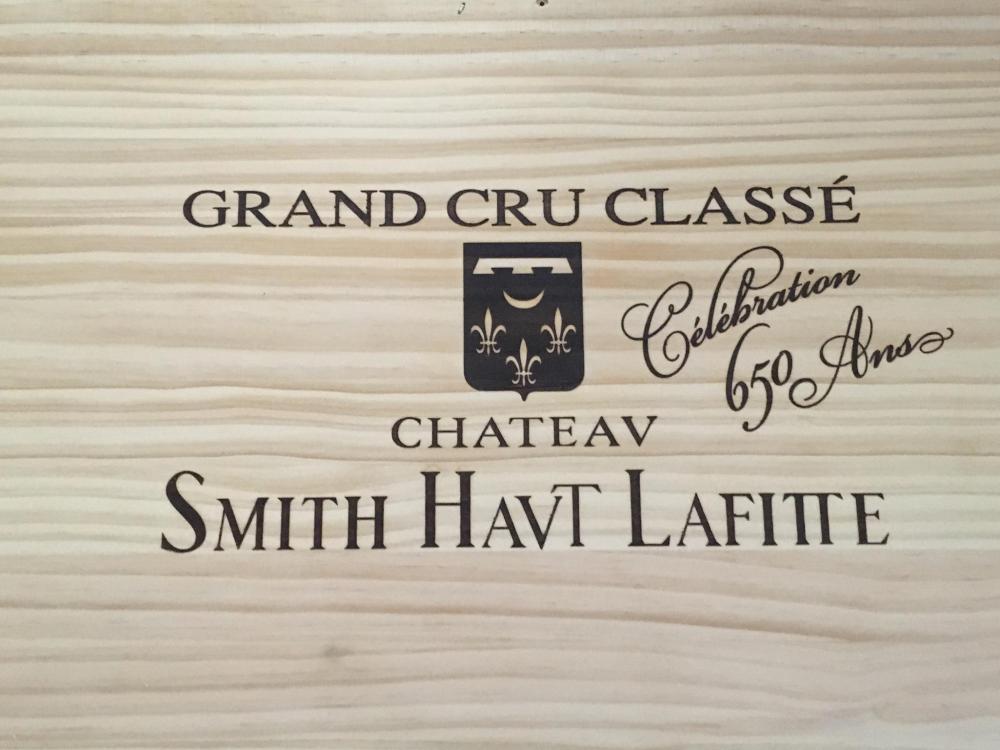 GRAND CRU CLASSÉ
Célébration
650 Ans
CHATEAV
SMITH HAVT LAFITTE